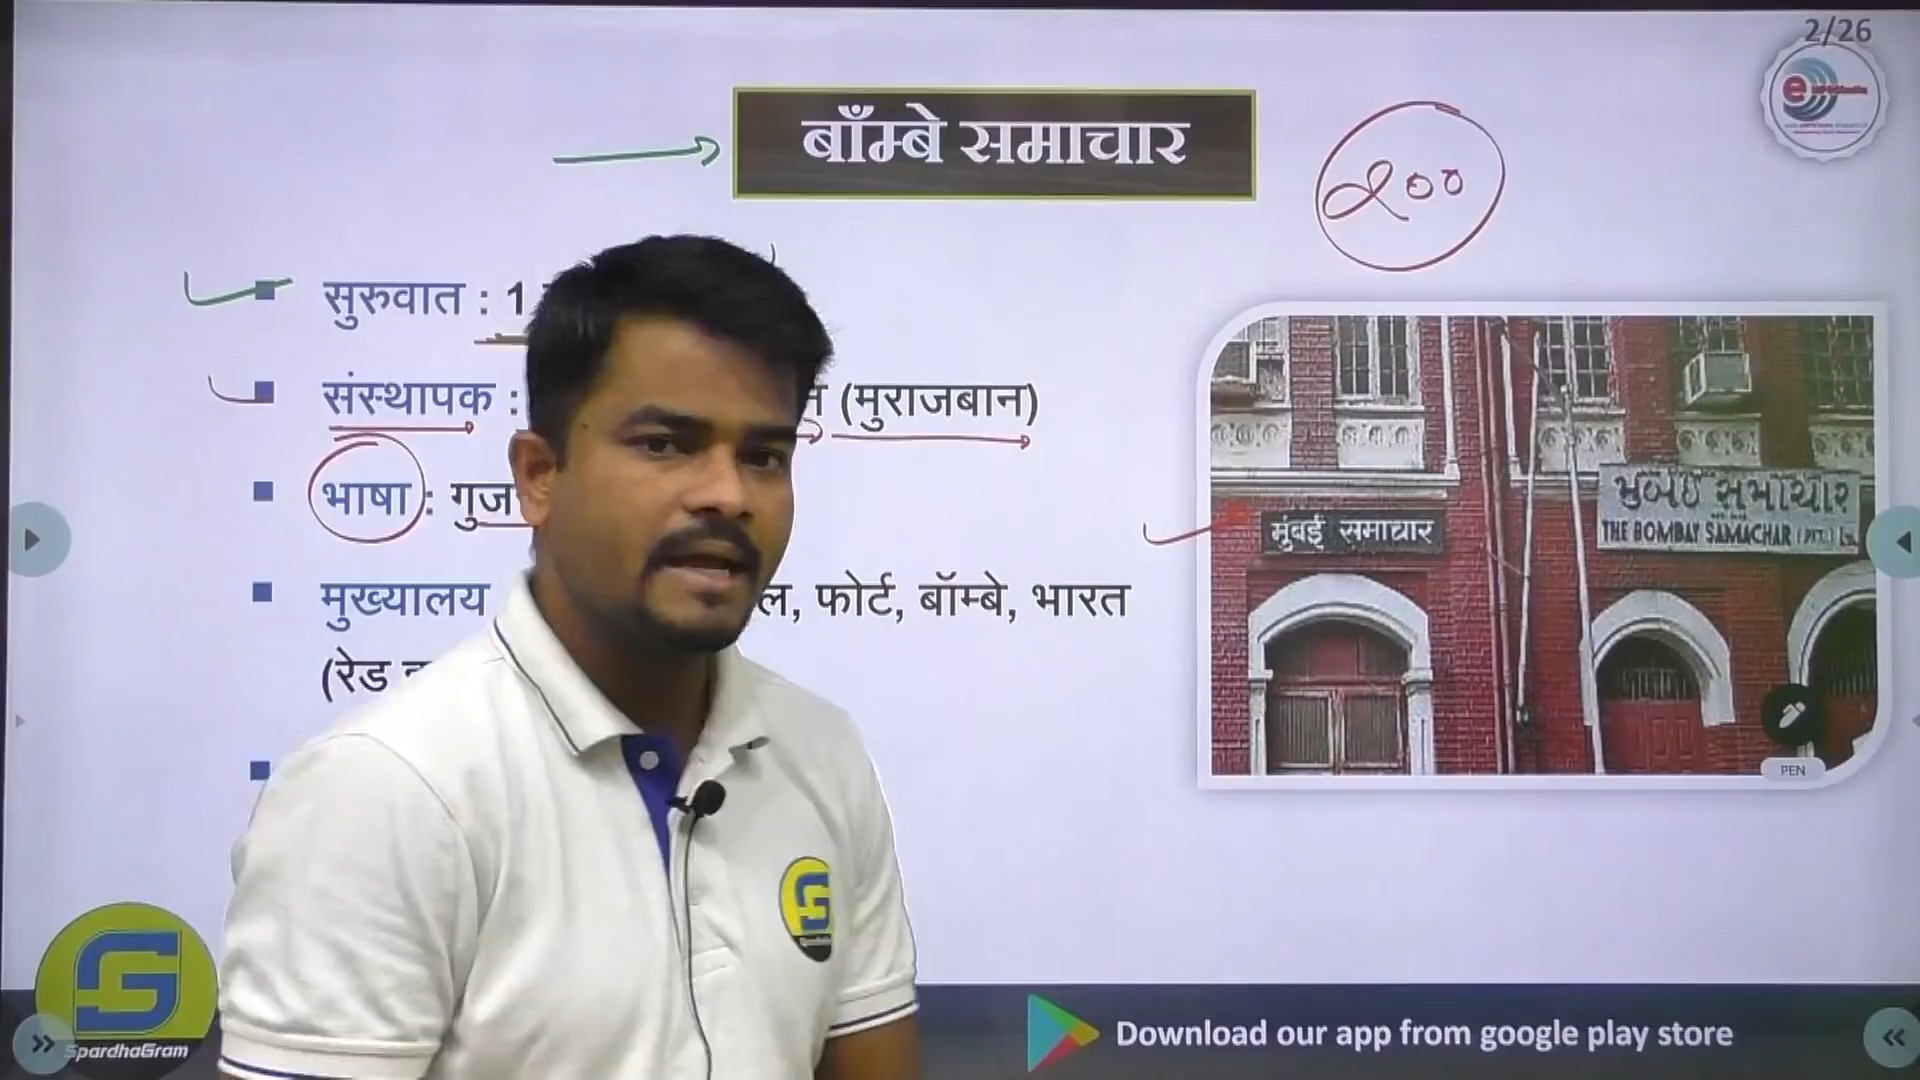 2/26
बॉम्बे समाचार
२००
सुरुवात : 1
संस्थापक : (मुराजबान)
भाषा :
मुख्यालय फोर्ट, बॉम्बे, भारत
(रेड
मुंबई समाचार
મુંબઈ સમાચાર
THE BOMBAY SAMACHAR (PVT.)
PEN
SpardhaGram
Download our app from google play store